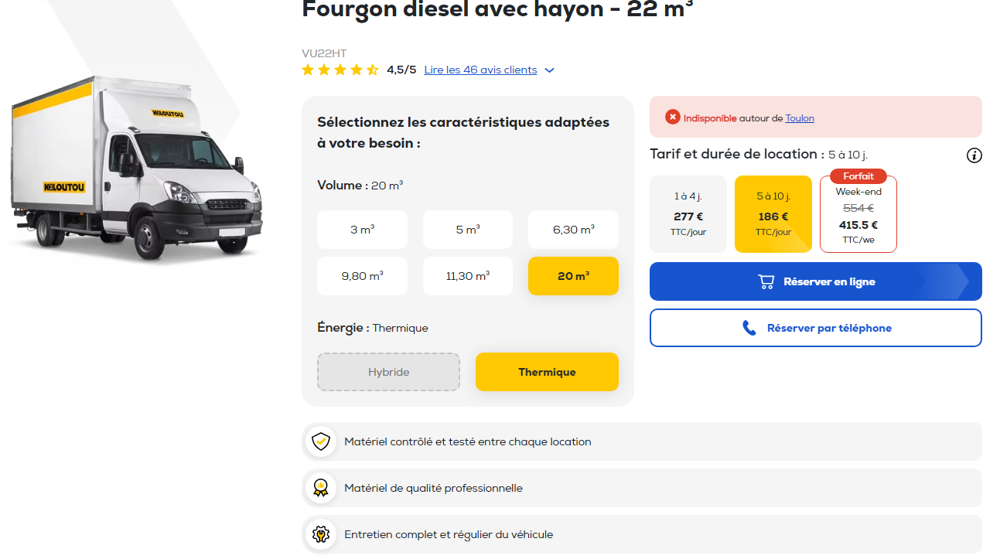 Fourgon diesel avec hayon - 22 m³
VU22HT
4,5/5 Lire les 46 avis clients
KELOUTOU
KELOUTOU
Sélectionnez les caractéristiques adaptées
à votre besoin :
Volume : 20 m³
3 m³
5 m³
6,30 m³
9,80 m³
11,30 m³
20 m³
Énergie : Thermique
Hybride
Thermique
Indisponible autour de Toulon
Tarif et durée de location : 5 à 10 j.
1 à 4 j.
277 €
TTC/jour
5 à 10 j.
186 €
TTC/jour
Forfait
Week-end
554 €
415.5 €
TTC/we
Réserver en ligne
Réserver par téléphone
Matériel contrôlé et testé entre chaque location
Matériel de qualité professionnelle
Entretien complet et régulier du véhicule